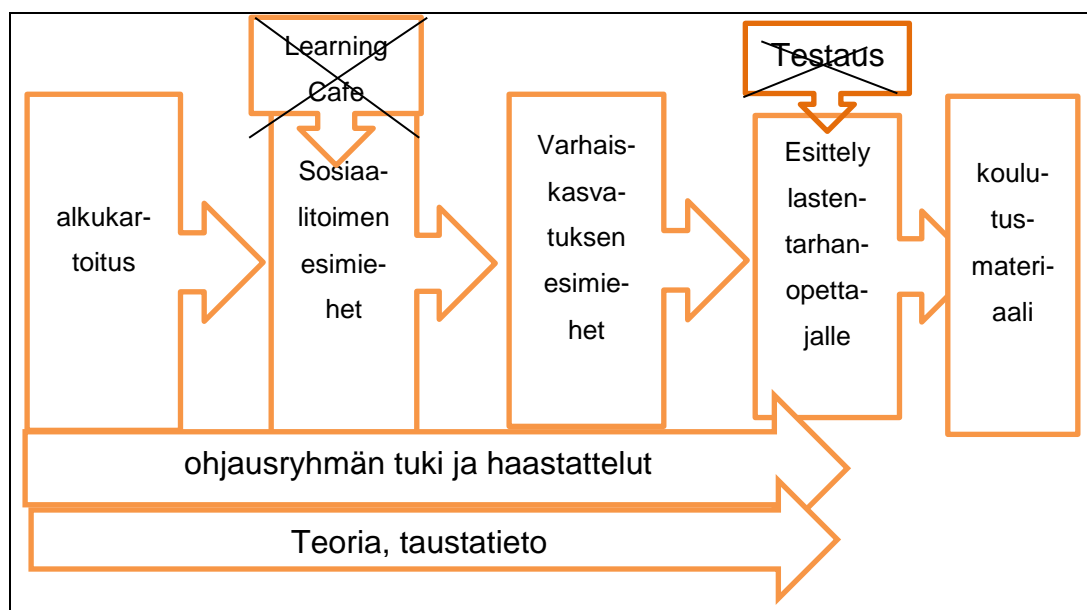 Learning
Cafe
Testaus
alkukar-
toitus
Sosiaa-
litoimen
esimie-
het
Varhais-
kasva-
tuksen
esimie-
het
Esittely
lasten-
tarhan-
opetta-
jalle
koulu-
tus-
materi-
aali
ohjausryhmän tuki ja haastattelut
Teoria, taustatieto